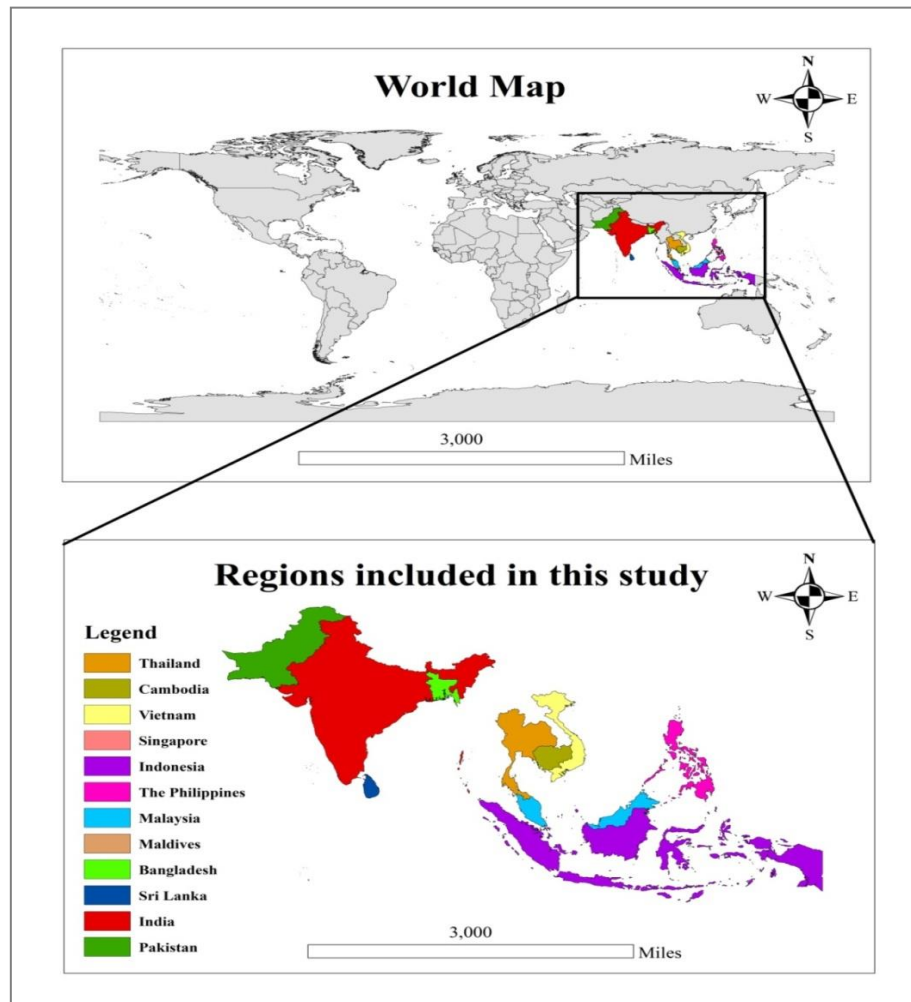 World Map
N
W E
S
3,000
Miles
Regions included in this study
N
W E
S
Legend
Thailand
Cambodia
Vietnam
Singapore
Indonesia
The Philippines
Malaysia
Maldives
Bangladesh
Sri Lanka
India
Pakistan
3,000
Miles